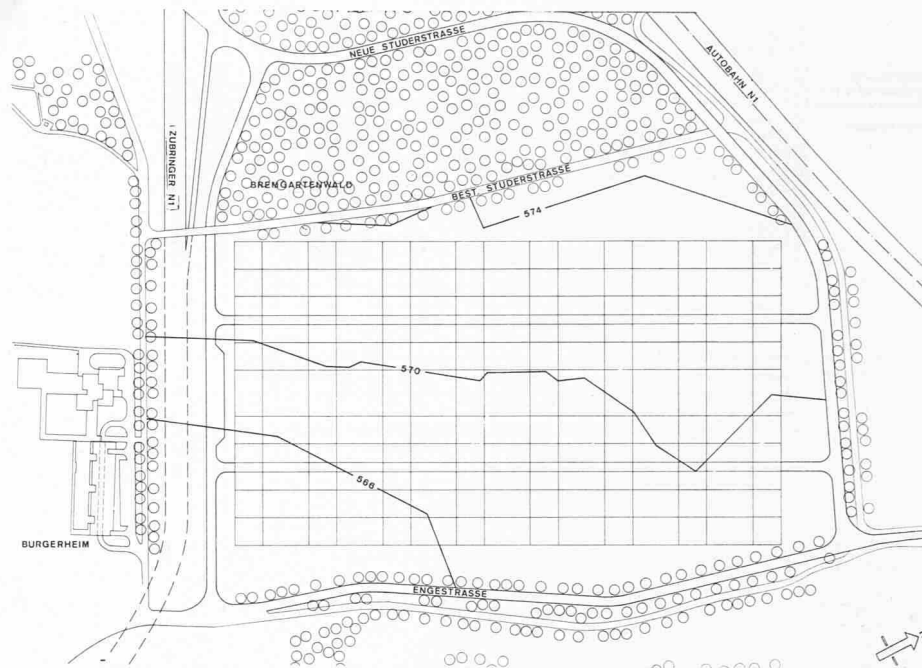 NEUE STUDERSTRASSE
AUTOBAHN N1
ZUBRINGER N1
BREMGARTENWALD
BEST. STUDERSTRASSE
574
570
566
BURGERHEIM
ENGESTRASSE